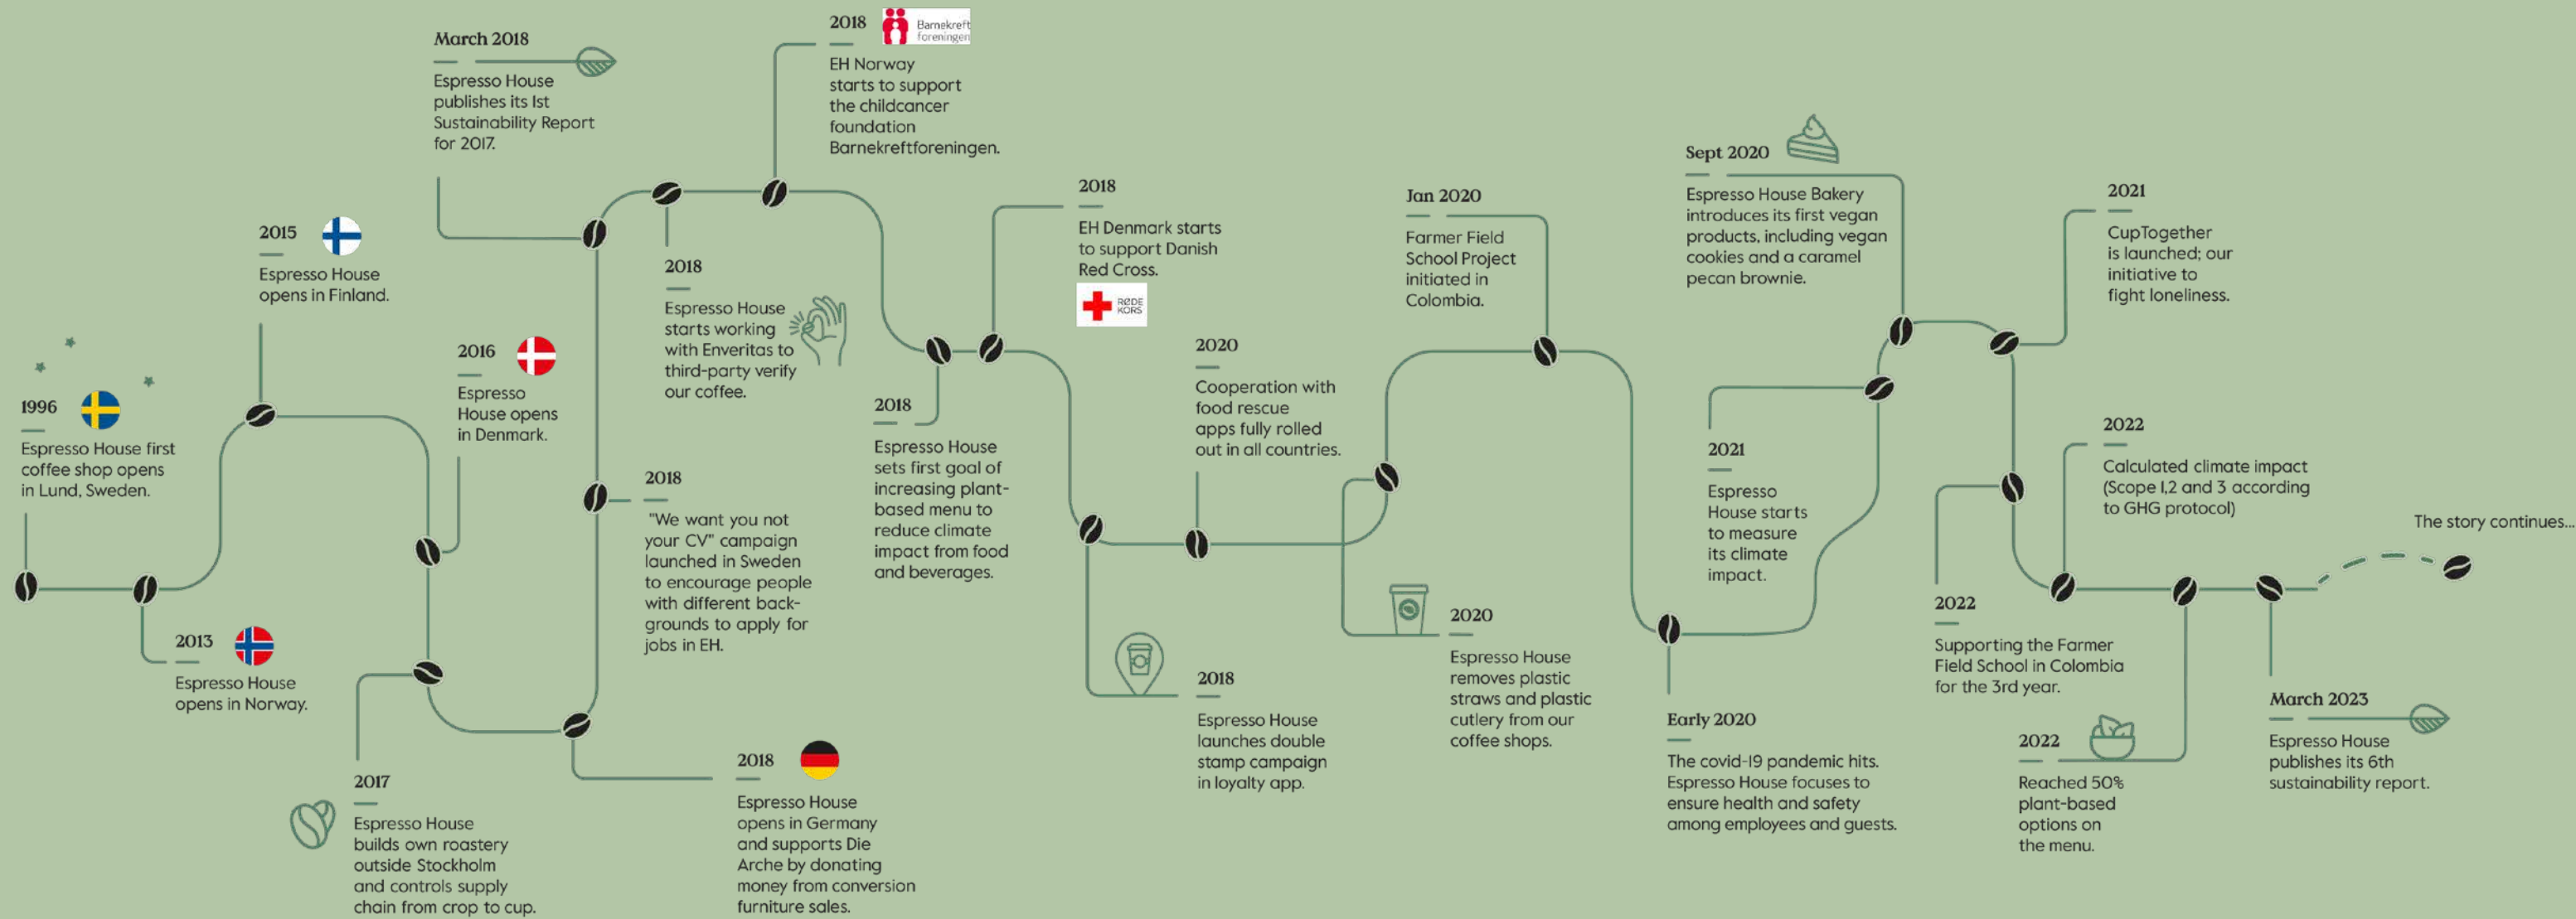 1996
Espresso House first
coffee shop opens
in Lund, Sweden.
2013
Espresso House
opens in Norway.
2015
Espresso House
opens in Finland.
2016
Espresso
House opens
in Denmark.
2017
Espresso House
builds own roastery
outside Stockholm
and controls supply
chain from crop to cup.
2018
Espresso House
opens in Germany
and supports Die
Arche by donating
money from conversion
furniture sales.
2018
"We want you not
your CV" campaign
launched in Sweden
to encourage people
with different back-
grounds to apply for
jobs in EH.
March 2018
Espresso House
publishes its 1st
Sustainability Report
for 2017.
2018
Espresso House
starts working
with Enveritas to
third-party verify
our coffee.
2018
Barnekreft
foreningen
EH Norway
starts to support
the childcancer
foundation
Barnekreftforeningen.
2018
Espresso House
sets first goal of
increasing plant-
based menu to
reduce climate
impact from food
and beverages.
2018
EH Denmark starts
to support Danish
Red Cross.
RØDE
KORS
2018
Espresso House
launches double
stamp campaign
in loyalty app.
2020
Cooperation with
food rescue
apps fully rolled
out in all countries.
2020
Espresso House
removes plastic
straws and plastic
cutlery from our
coffee shops.
Jan 2020
Farmer Field
School Project
initiated in
Colombia.
Early 2020
The covid-19 pandemic hits.
Espresso House focuses to
ensure health and safety
among employees and guests.
2021
Espresso
House starts
to measure
its climate
impact.
Sept 2020
Espresso House Bakery
introduces its first vegan
products, including vegan
cookies and a caramel
pecan brownie.
2021
CupTogether
is launched; our
initiative to
fight loneliness.
2022
Supporting the Farmer
Field School in Colombia
for the 3rd year.
2022
Calculated climate impact
(Scope 1,2 and 3 according
to GHG protocol)
2022
Reached 50%
plant-based
options on
the menu.
March 2023
Espresso House
publishes its 6th
sustainability report.
The story continues...